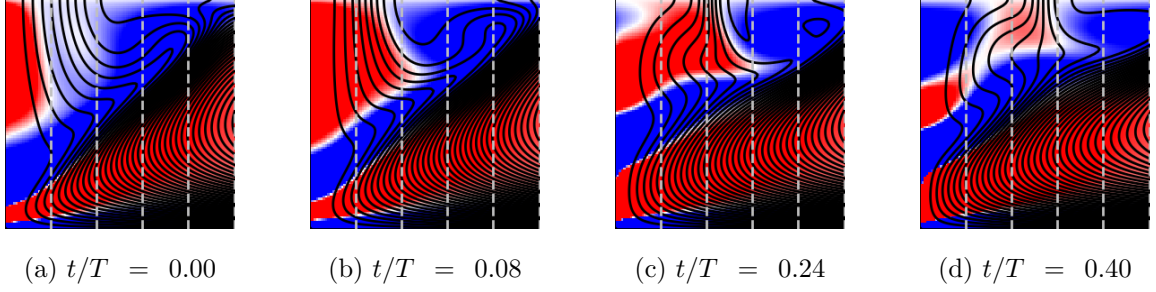 (a) t/T = 0.00
(b) t/T = 0.08
(c) t/T = 0.24
(d) t/T = 0.40